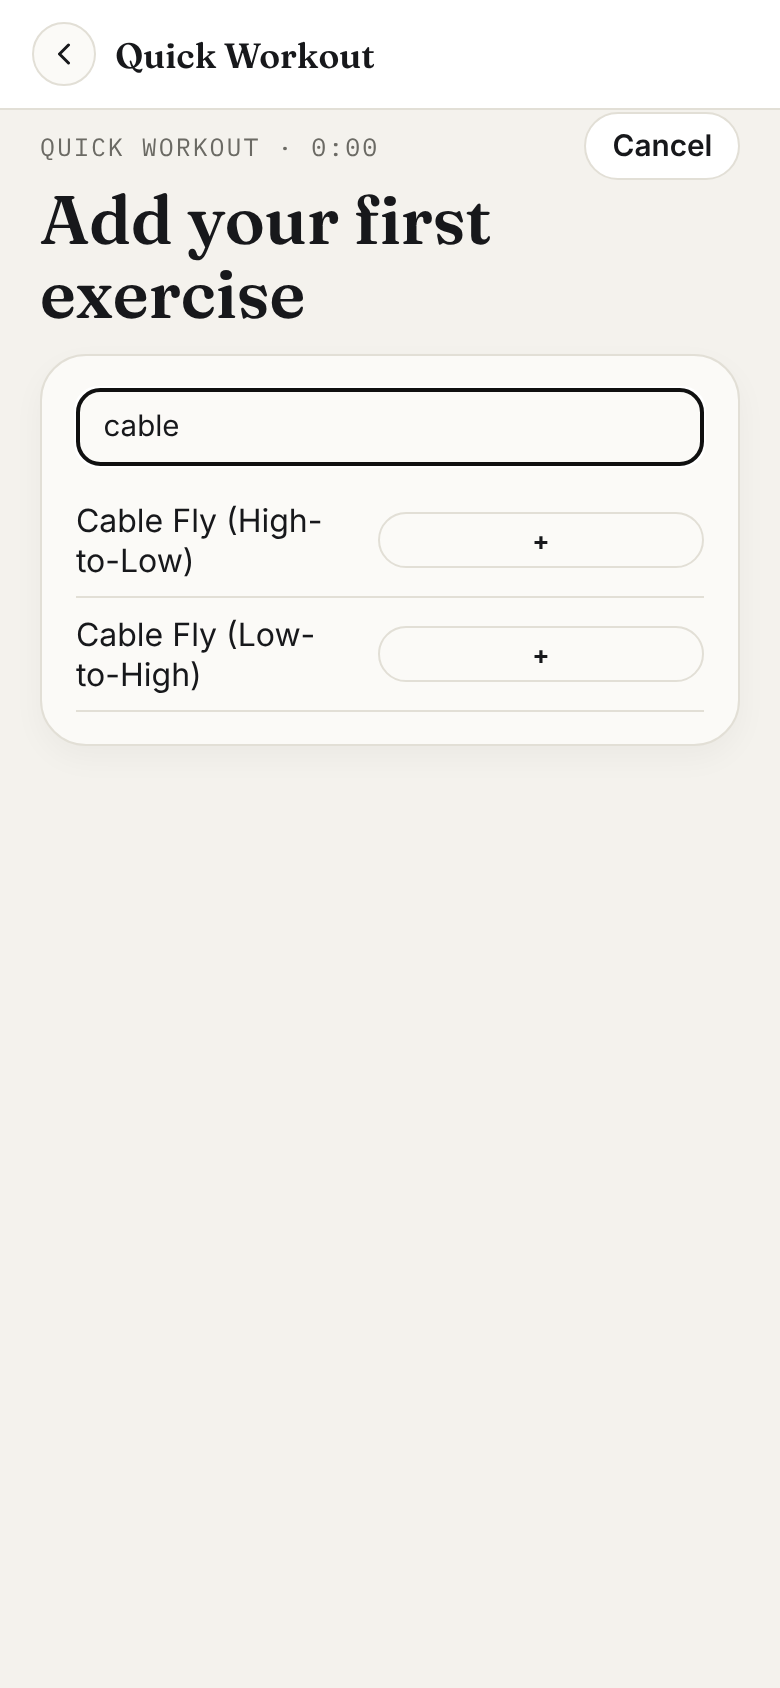 Quick Workout
QUICK WORKOUT · 0:00
Cancel
Add your first
exercise
cable
Cable Fly (High-
to-Low)
+
Cable Fly (Low-
to-High)
+